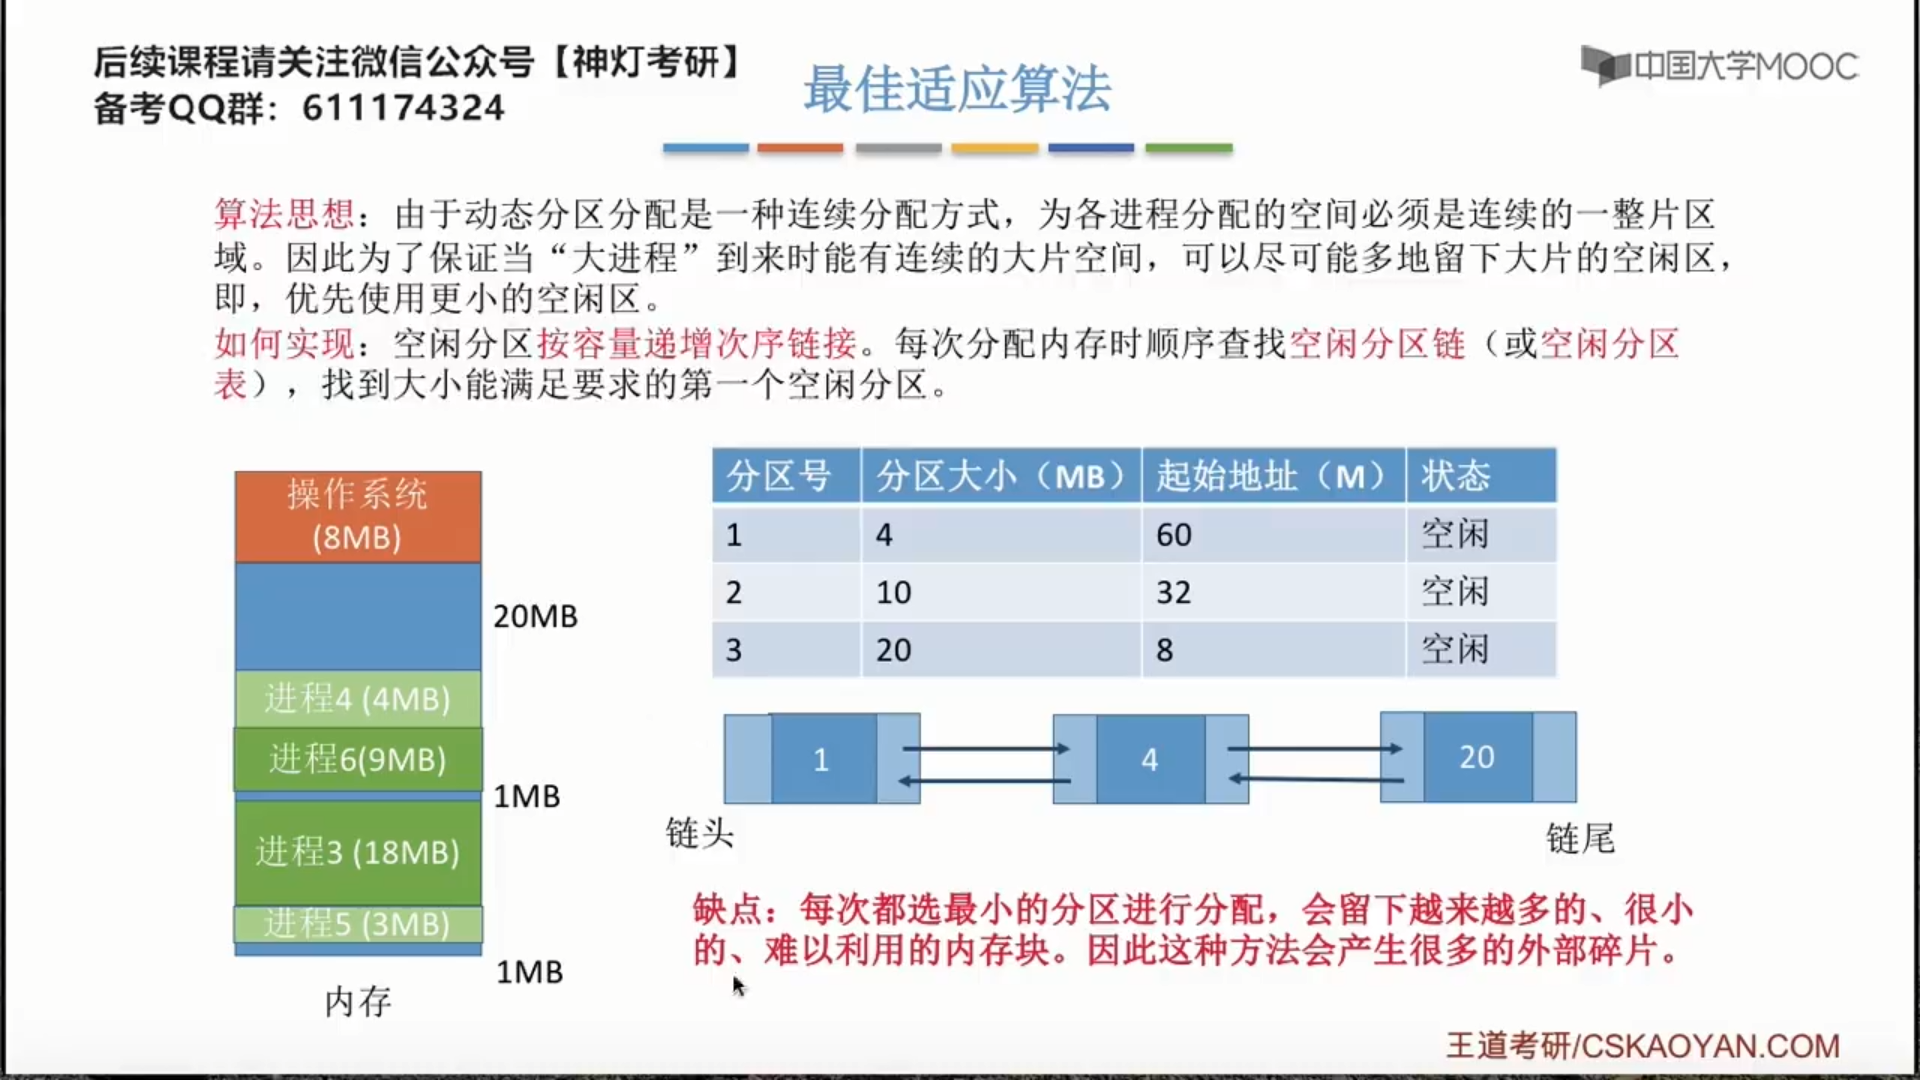 后续课程请关注微信公众号【神灯考研】
备考QQ群：611174324
最佳适应算法
中国大学MOOC
算法思想：由于动态分区分配是一种连续分配方式，为各进程分配的空间必须是连续的一整片区
域。因此为了保证当“大进程”到来时能有连续的大片空间，可以尽可能多地留下大片的空闲区，
即，优先使用更小的空闲区。
如何实现：空闲分区按容量递增次序链接。每次分配内存时顺序查找空闲分区链（或空闲分区
表），找到大小能满足要求的第一个空闲分区。
操作系统
(8MB)
20MB
进程4 (4MB)
进程6(9MB)
1MB
进程3 (18MB)
进程5 (3MB)
1MB
内存
分区号 分区大小（MB） 起始地址（M） 状态
1 4 60 空闲
2 10 32 空闲
3 20 8 空闲
1 4 20
链头 链尾
缺点：每次都选最小的分区进行分配，会留下越来越多的、很小
的、难以利用的内存块。因此这种方法会产生很多的外部碎片。
王道考研/CSKAOYAN.COM